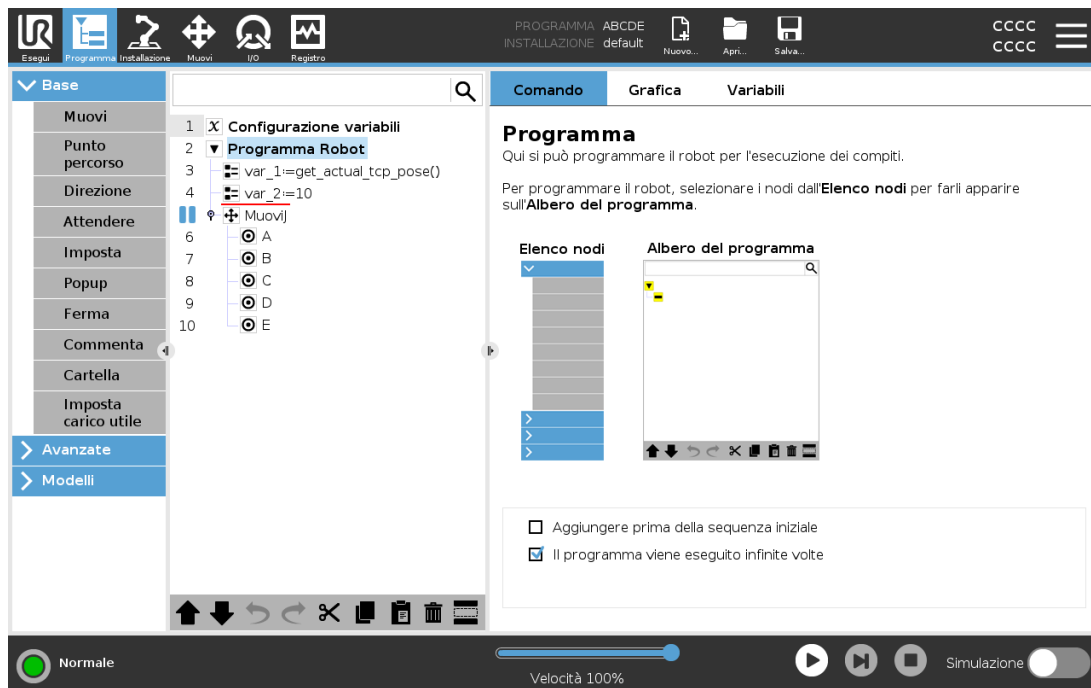 PROGRAMMA ABCDE
INSTALLAZIONE default
Esegui
Programma
Installazione
Muovi
I/O
Registro
Nuovo...
Apri...
Salva...
CCCC
CCCC
Base
Muovi
Punto
percorso
Direzione
Attendere
Imposta
Popup
Ferma
Commenta
Cartella
Imposta
carico utile
Avanzate
Modelli
1 X Configurazione variabili
2 Programma Robot
3 var_1:=get_actual_tcp_pose()
4 var_2:=10
MuoviJ
6 A
7 B
8 C
9 D
10 E
Comando
Grafica
Variabili
Programma
Qui si può programmare il robot per l'esecuzione dei compiti.
Per programmare il robot, selezionare i nodi dall'Elenco nodi per farli apparire
sull'Albero del programma.
Elenco nodi
Albero del programma
Aggiungere prima della sequenza iniziale
Il programma viene eseguito infinite volte
Normale
Velocità 100%
Simulazione